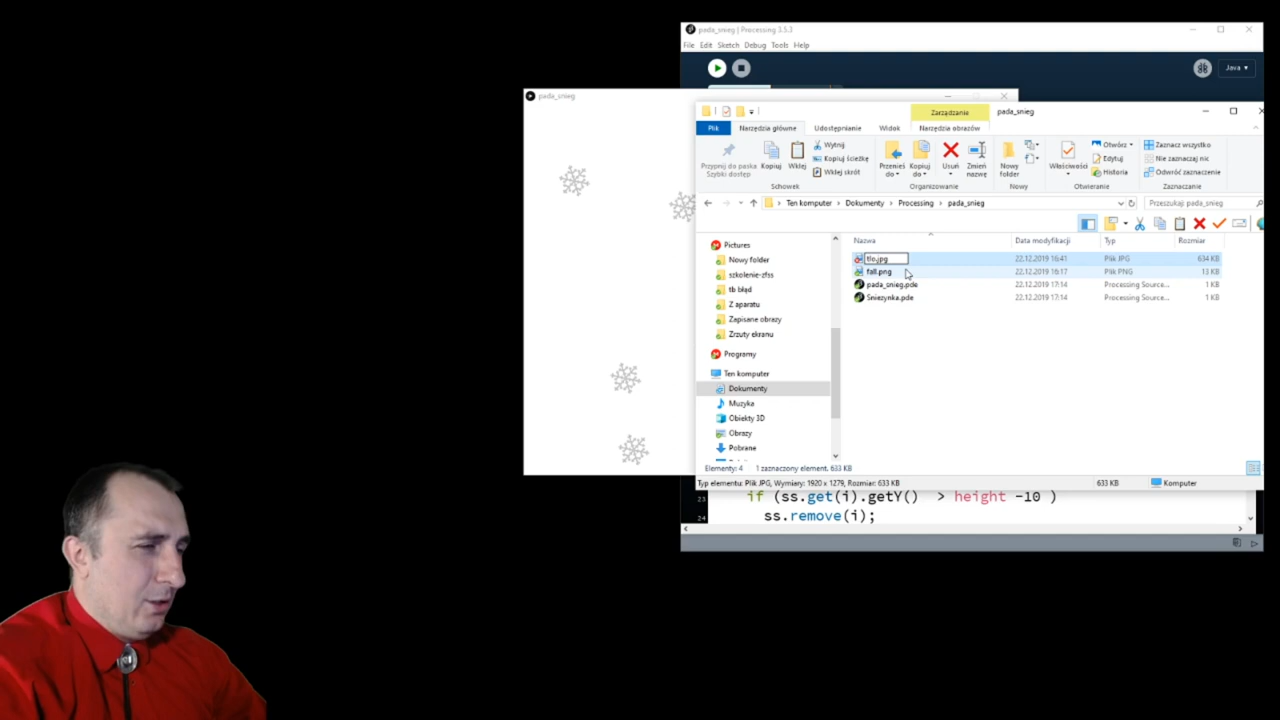 pada_snieg | Processing 3.5.3
File Edit Sketch Debug Tools Help
Java ▾
pada_snieg
Zarządzanie
pada_snieg
Plik Narzędzia główne Udostępnianie Widok Narzędzia obrazów
Przypnij do paska Szybki dostęp
Kopiuj
Wklej
Wytnij
Kopiuj ścieżkę
Wklej skrót
Przenieś do
Kopiuj do
Usuń
Zmień nazwę
Nowy folder
Właściwości
Otwórz
Edytuj
Historia
Zaznacz wszystko
Nie zaznaczaj nic
Odwróć zaznaczenie
Schowek Organizowanie Nowy Otwieranie Zaznaczanie
Ten komputer > Dokumenty > Processing > pada_snieg
Przeszukaj: pada_snieg
Nazwa Data modyfikacji Typ Rozmiar
tlo.jpg 22.12.2019 16:41 Plik JPG 634 KB
fall.png 22.12.2019 16:17 Plik PNG 13 KB
pada_snieg.pde 22.12.2019 17:14 Processing Source... 1 KB
Sniezynka.pde 22.12.2019 17:14 Processing Source... 1 KB
Pictures
Nowy folder
szkolenie-zfss
tb błąd
Z aparatu
Zapisane obrazy
Zrzuty ekranu
Programy
Ten komputer
Dokumenty
Muzyka
Obiekty 3D
Obrazy
Pobrane
Elementy: 4 1 zaznaczony element. 633 KB
Typ elementu: Plik JPG, Wymiary: 1920 x 1279, Rozmiar: 633 KB 633 KB Komputer
23 if (ss.get(i).getY() > height -10 )
24 ss.remove(i);